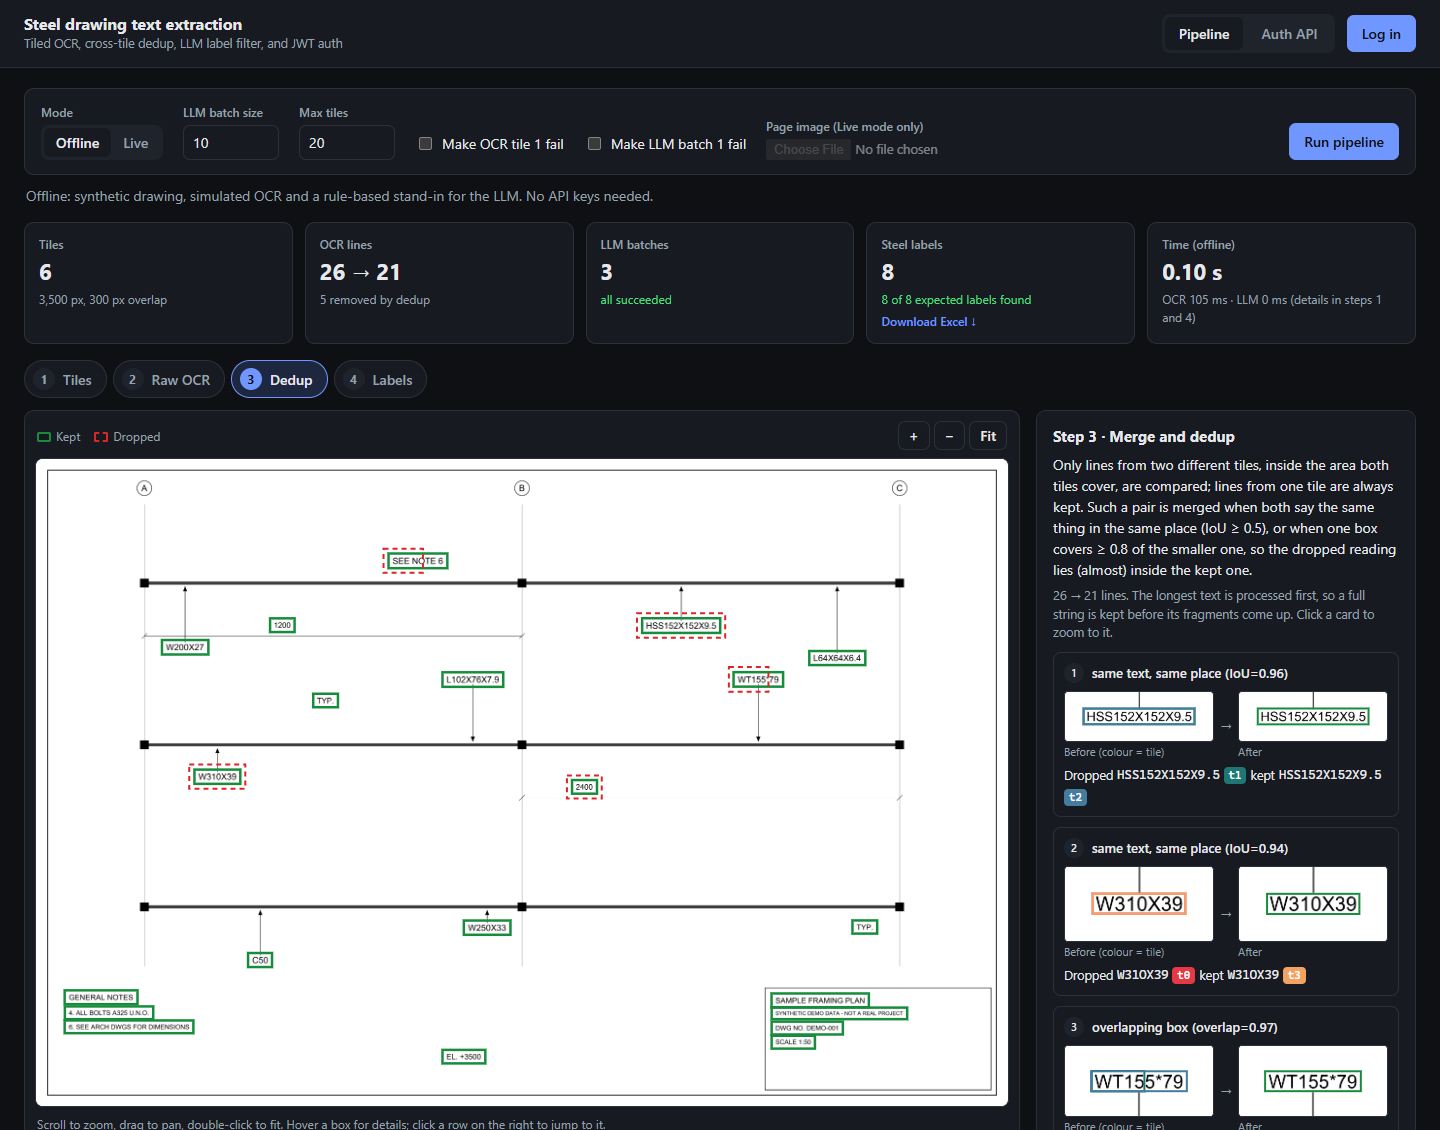 Steel drawing text extraction
Tiled OCR, cross-tile dedup, LLM label filter, and JWT auth
Pipeline
Auth API
Log in
Mode
LLM batch size
Max tiles
Page image (Live mode only)
Offline
Live
10
20
Make OCR tile 1 fail
Make LLM batch 1 fail
Choose File
No file chosen
Run pipeline
Offline: synthetic drawing, simulated OCR and a rule-based stand-in for the LLM. No API keys needed.
Tiles
6
3,500 px, 300 px overlap
OCR lines
26 → 21
5 removed by dedup
LLM batches
3
all succeeded
Steel labels
8
8 of 8 expected labels found
Download Excel ↓
Time (offline)
0.10 s
OCR 105 ms · LLM 0 ms (details in steps 1
and 4)
1 Tiles
2 Raw OCR
3 Dedup
4 Labels
Kept
Dropped
+
−
Fit
A
B
C
SEE NOTE 6
1200
HSS152X152X9.5
W200X27
L64X64X6.4
L102X76X7.9
WT155*79
TYP.
W310X39
2400
W250X33
TYP.
C50
GENERAL NOTES
4. ALL BOLTS A325 U.N.O.
6. SEE ARCH DWGS FOR DIMENSIONS
EL. +3500
SAMPLE FRAMING PLAN
SYNTHETIC DEMO DATA - NOT A REAL PROJECT
DWG NO. DEMO-001
SCALE 1:50
Scroll to zoom, drag to pan, double-click to fit. Hover a box for details; click a row on the right to jump to it.
Step 3 · Merge and dedup
Only lines from two different tiles, inside the area both
tiles cover, are compared; lines from one tile are always
kept. Such a pair is merged when both say the same
thing in the same place (IoU ≥ 0.5), or when one box
covers ≥ 0.8 of the smaller one, so the dropped reading
lies (almost) inside the kept one.
26 → 21 lines. The longest text is processed first, so a full
string is kept before its fragments come up. Click a card to
zoom to it.
1 same text, same place (IoU=0.96)
HSS152X152X9.5
→
HSS152X152X9.5
Before (colour = tile)
After
Dropped HSS152X152X9.5 t1 kept HSS152X152X9.5
t2
2 same text, same place (IoU=0.94)
W310X39
→
W310X39
Before (colour = tile)
After
Dropped W310X39 t0 kept W310X39 t3
3 overlapping box (overlap=0.97)
WT155*79
→
WT155*79
Before (colour = tile)
After